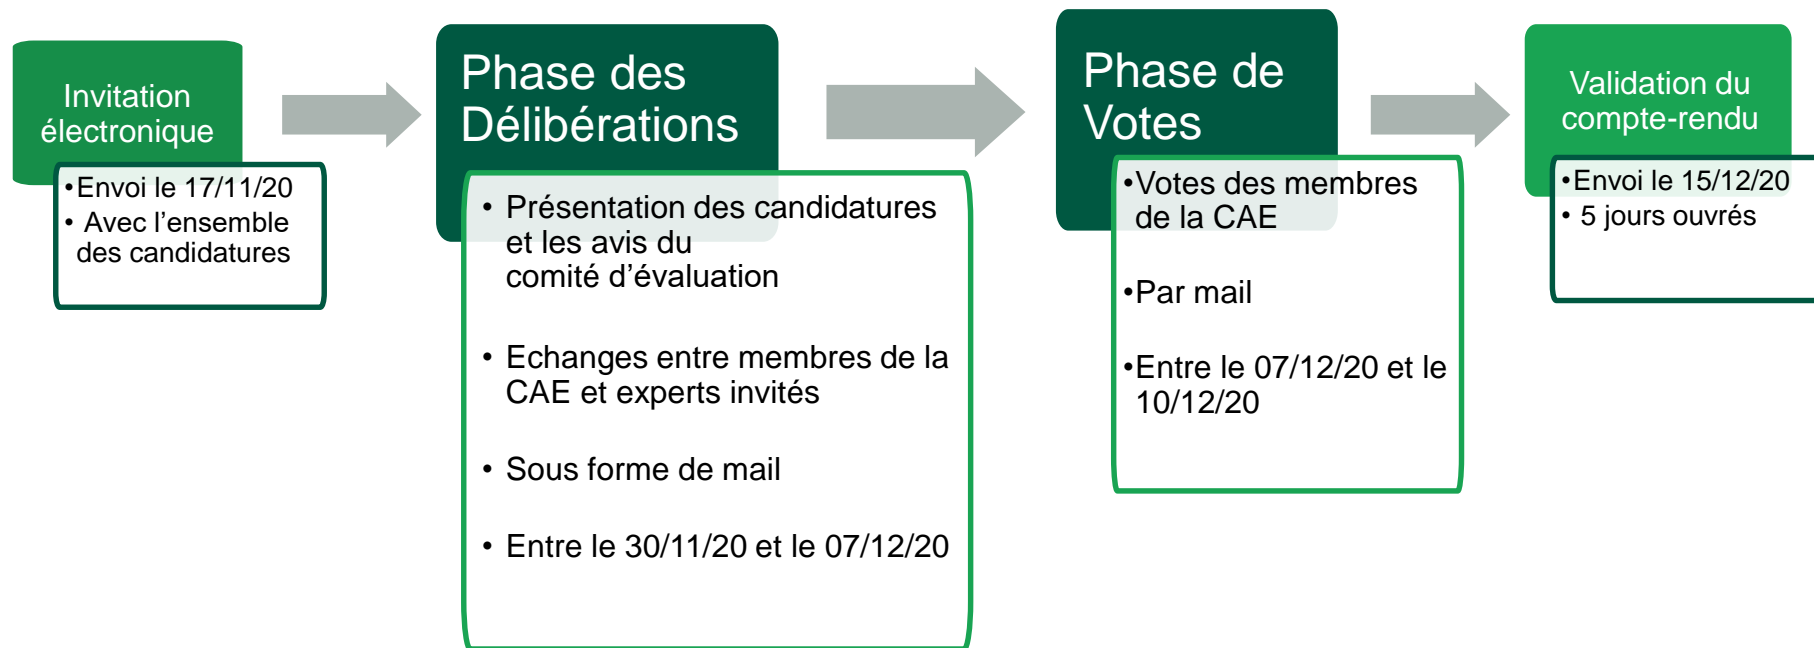 Invitation
électronique
•Envoi le 17/11/20
• Avec l’ensemble
des candidatures
Phase des
Délibérations
• Présentation des candidatures
et les avis du
comité d’évaluation
• Echanges entre membres de la
CAE et experts invités
• Sous forme de mail
• Entre le 30/11/20 et le 07/12/20
Phase de
Votes
•Votes des membres
de la CAE
•Par mail
•Entre le 07/12/20 et le
10/12/20
Validation du
compte-rendu
•Envoi le 15/12/20
• 5 jours ouvrés